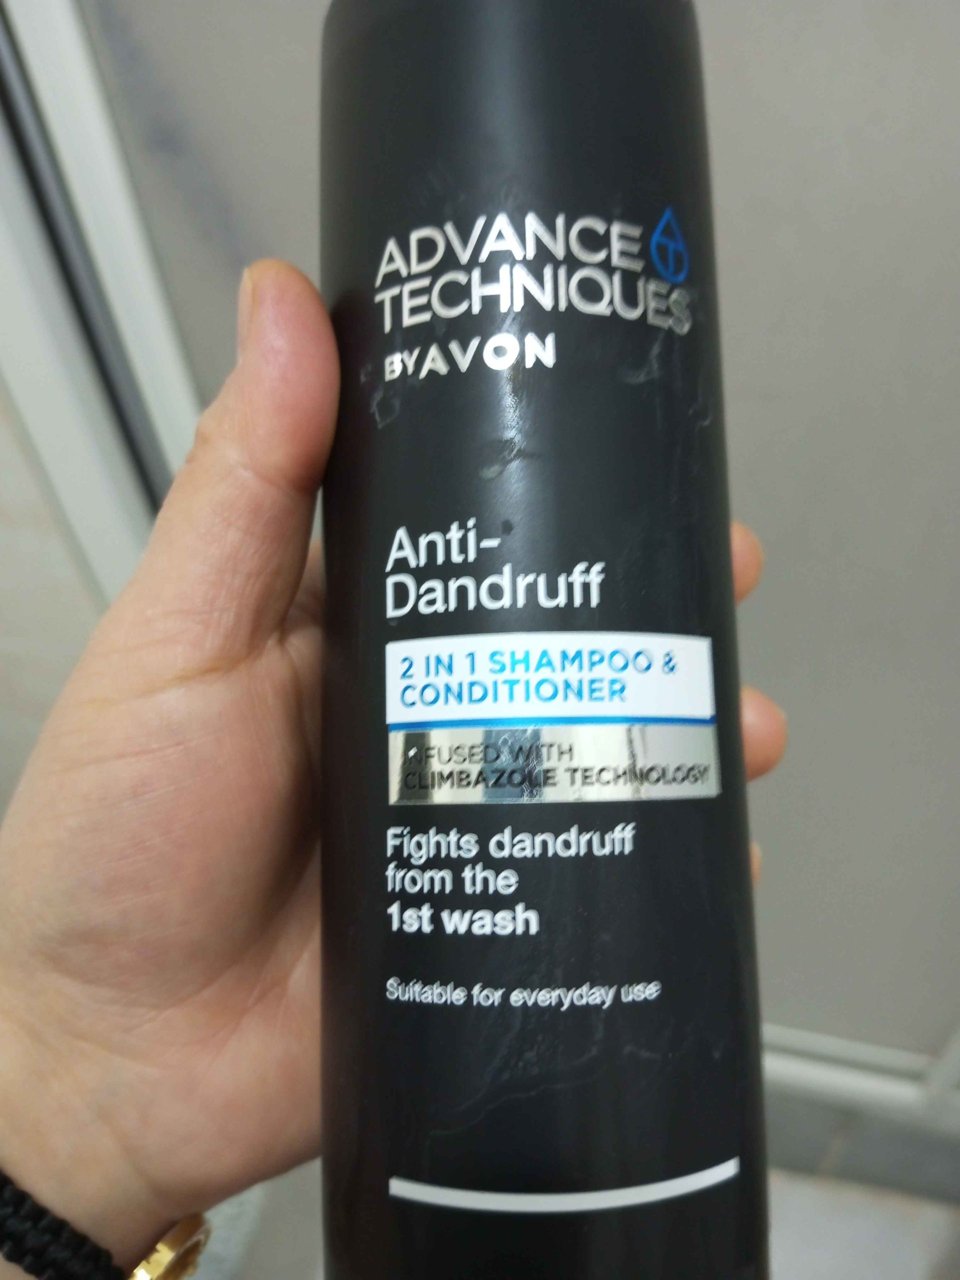 ADVANCE
TECHNIQUES
BY AVON
Anti-
Dandruff
2 IN 1 SHAMPOO &
CONDITIONER
INFUSED WITH
CLIMBAZOLE TECHNOLOGY
Fights dandruff
from the
1st wash
Suitable for everyday use